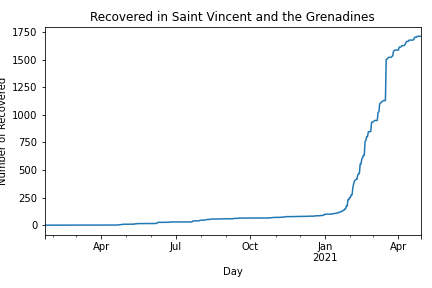 Recovered in Saint Vincent and the Grenadines
1750
1500
1250
1000
750
500
250
0
Number of Recovered
Apr
Jul
Oct
Jan
2021
Apr
Day